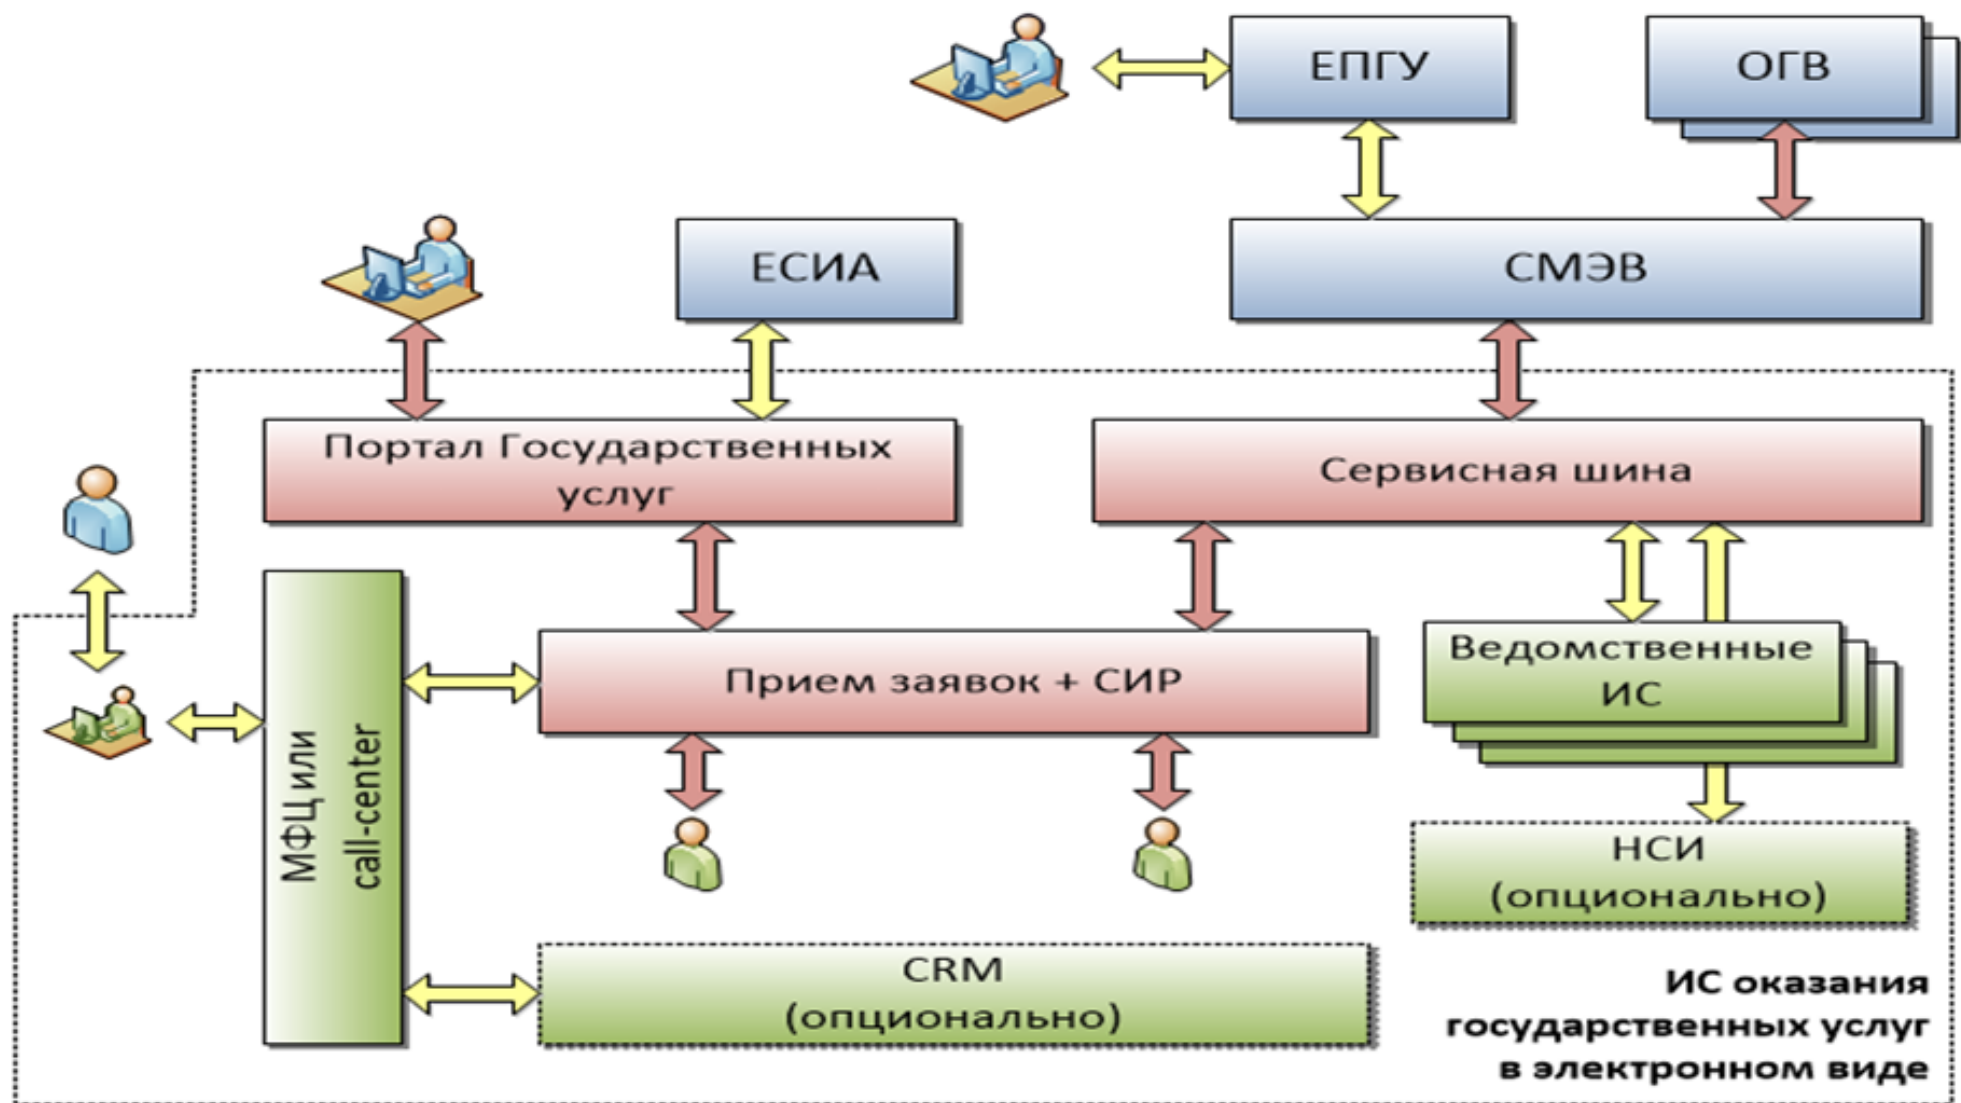 ЕПГУ
ОГВ
ЕСИА
СМЭВ
Портал Государственных
услуг
Сервисная шина
МФЦ или
call-center
Прием заявок + СИР
Ведомственные
ИС
НСИ
(опционально)
CRM
(опционально)
ИС оказания
государственных услуг
в электронном виде